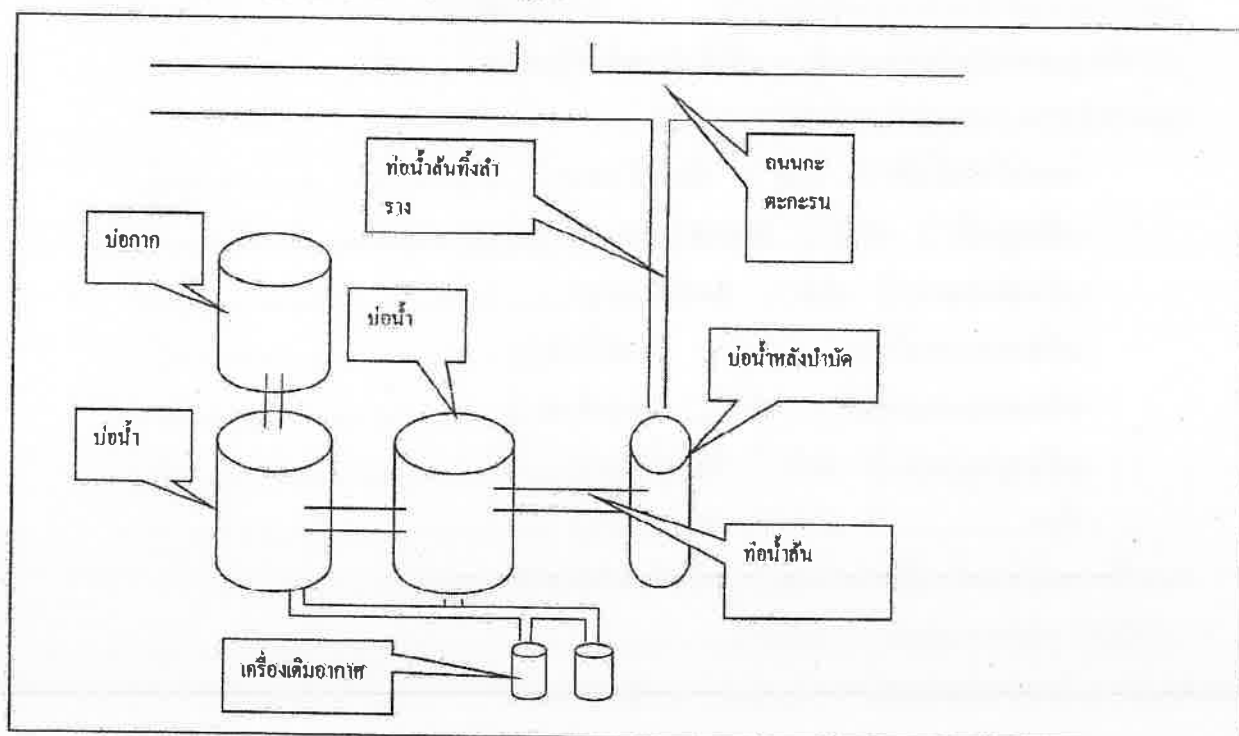 ท่อน้ำล้นทิ้งลำ
ราง
ถนนกะ
ตะกะรน
บ่อกาก
บ่อน้ำ
บ่อน้ำหลังบำบัด
บ่อน้ำ
ท่อน้ำล้น
เครื่องเติมอากาศ